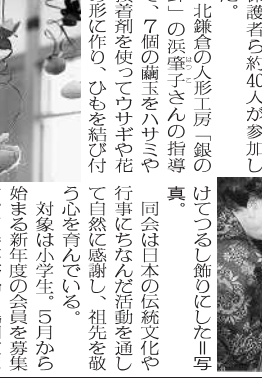 護者ら約40人が参加し
。
北鎌倉の人形工房「銀の
」の浜肇子さんの指導
、7個の繭玉をハサミや
着剤を使ってウサギや花
形に作り、ひもを結び付
けてつるし飾りにした＝写
真。
同会は日本の伝統文化や
行事にちなんだ活動を通し
て自然に感謝し、祖先を敬
う心を育んでいる。
対象は小学生。5月から
始まる新年度の会員を募集